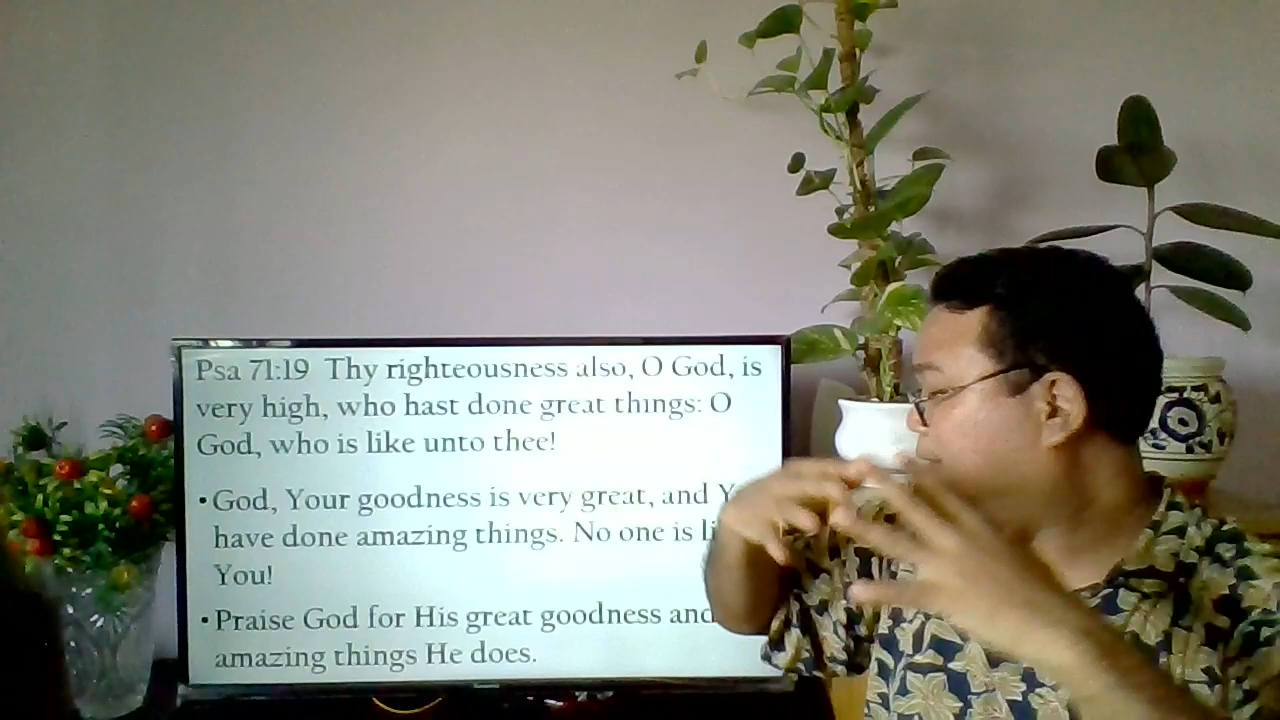 Psa 71:19 Thy righteousness also, O God, is
very high, who hast done great things: O
God, who is like unto thee!
• God, Your goodness is very great, and
have done amazing things. No one is
You!
• Praise God for His great goodness and
amazing things He does.